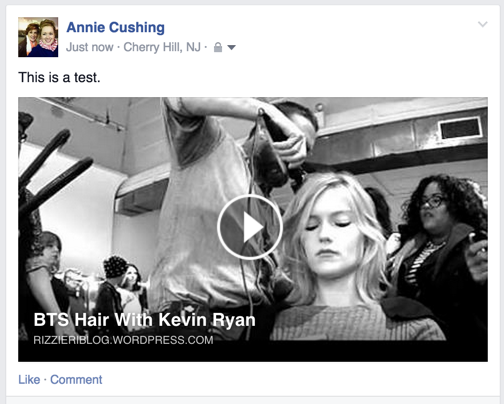 Annie Cushing
Just now · Cherry Hill, NJ ·
This is a test.
BTS Hair With Kevin Ryan
RIZZIERIBLOG.WORDPRESS.COM
Like · Comment